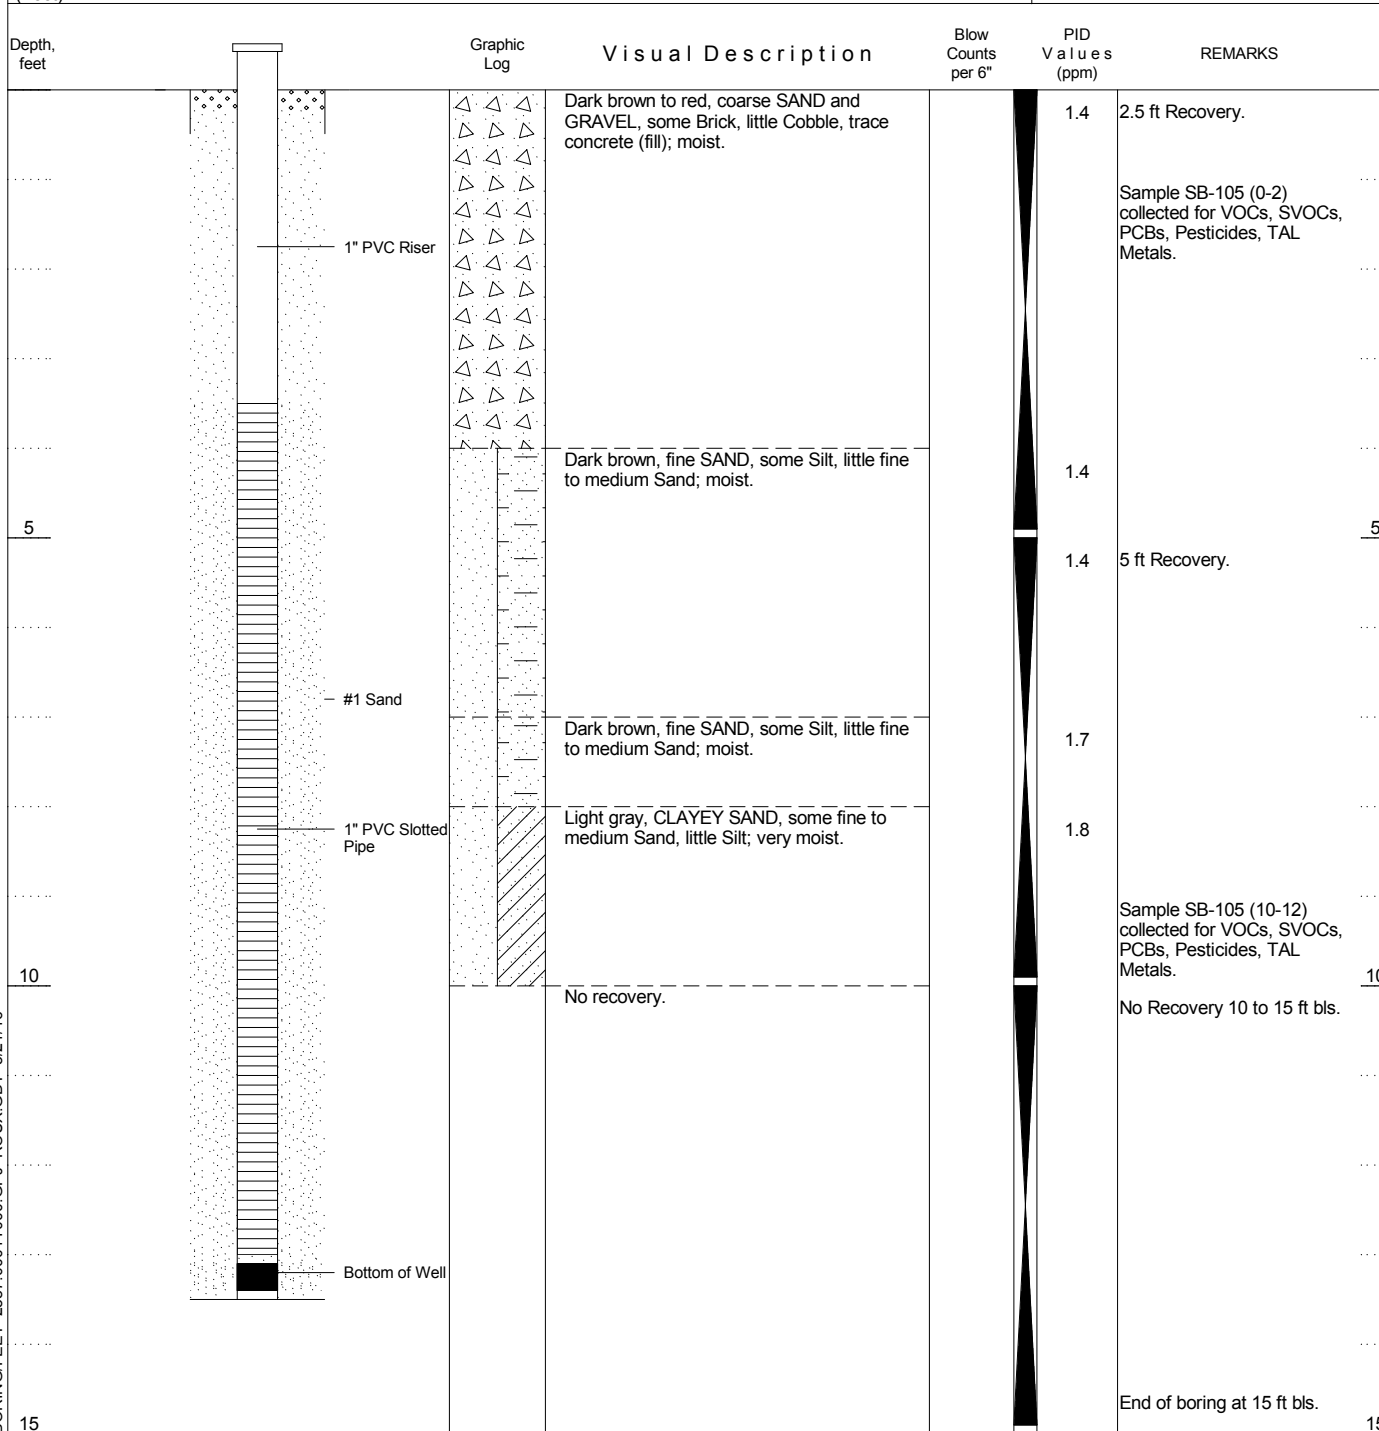 Depth,
feet
Graphic
Log
Visual Description
Blow
Counts
per 6"
PID
Values
(ppm)
REMARKS
Dark brown to red, coarse SAND and
GRAVEL, some Brick, little Cobble, trace
concrete (fill); moist.
1.4
2.5 ft Recovery.
Sample SB-105 (0-2)
collected for VOCs, SVOCs,
PCBs, Pesticides, TAL
Metals.
1" PVC Riser
Dark brown, fine SAND, some Silt, little fine
to medium Sand; moist.
1.4
5
5
1.4
5 ft Recovery.
#1 Sand
Dark brown, fine SAND, some Silt, little fine
to medium Sand; moist.
1.7
1" PVC Slotted
Pipe
Light gray, CLAYEY SAND, some fine to
medium Sand, little Silt; very moist.
1.8
Sample SB-105 (10-12)
collected for VOCs, SVOCs,
PCBs, Pesticides, TAL
Metals.
10
10
No recovery.
No Recovery 10 to 15 ft bls.
Bottom of Well
End of boring at 15 ft bls.
15
15